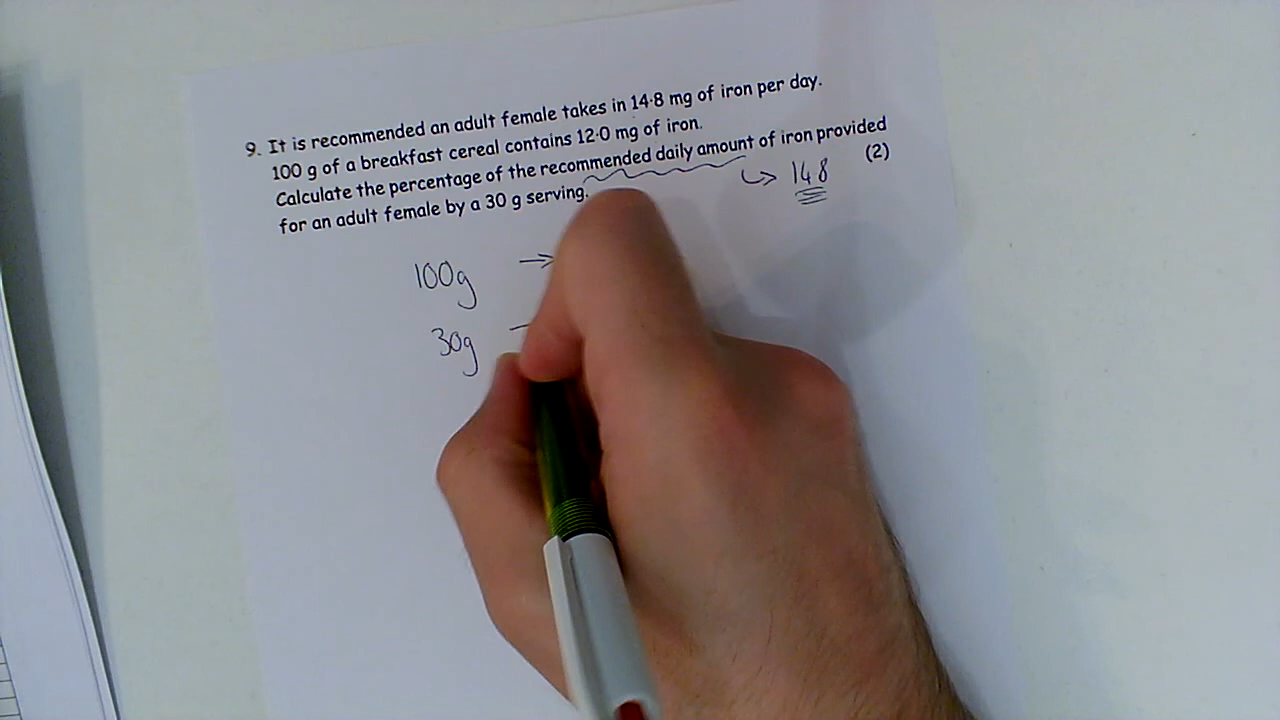 9. It is recommended an adult female takes in 14·8 mg of iron per day.
100 g of a breakfast cereal contains 12·0 mg of iron.
Calculate the percentage of the recommended daily amount of iron provided
for an adult female by a 30 g serving.
(2)
↳ 14 8
100g →
30g –